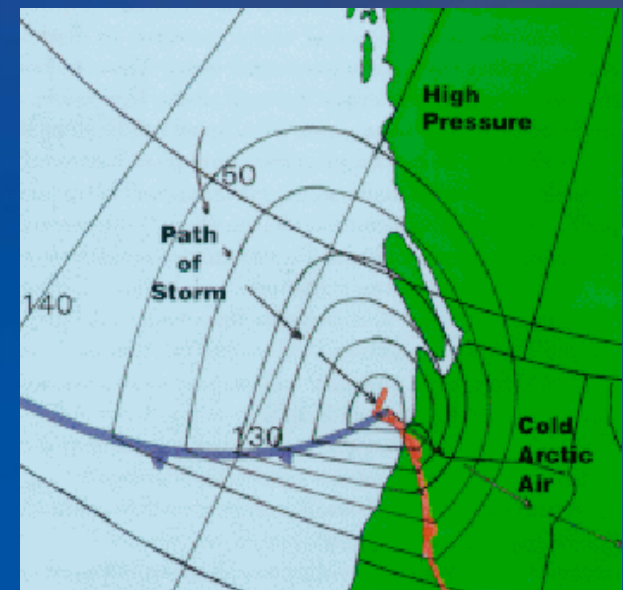 High
Pressure
50
Path
of
Storm
140
130
Cold
Arctic
Air